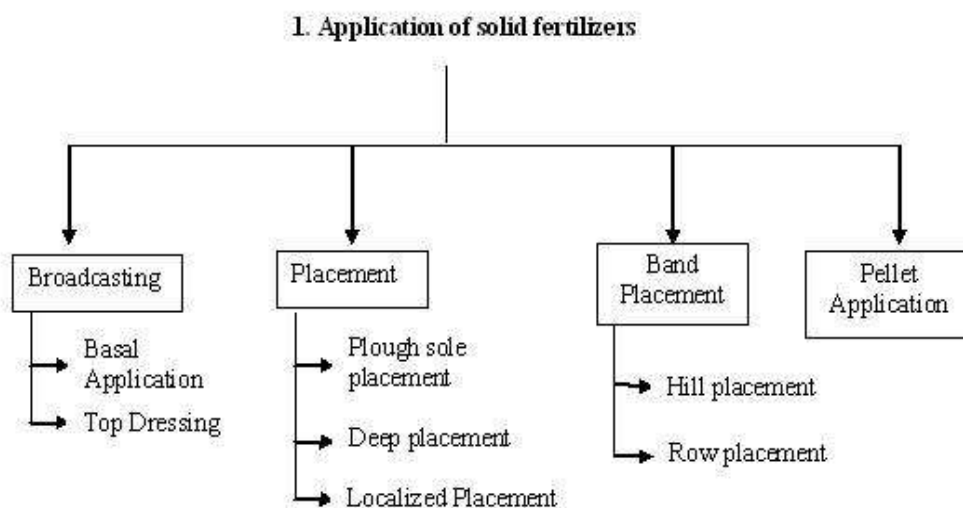 1. Application of solid fertilizers
Broadcasting
Basal
Application
Top Dressing
Placement
Plough sole
placement
Deep placement
Localized Placement
Band
Placement
Hill placement
Row placement
Pellet
Application